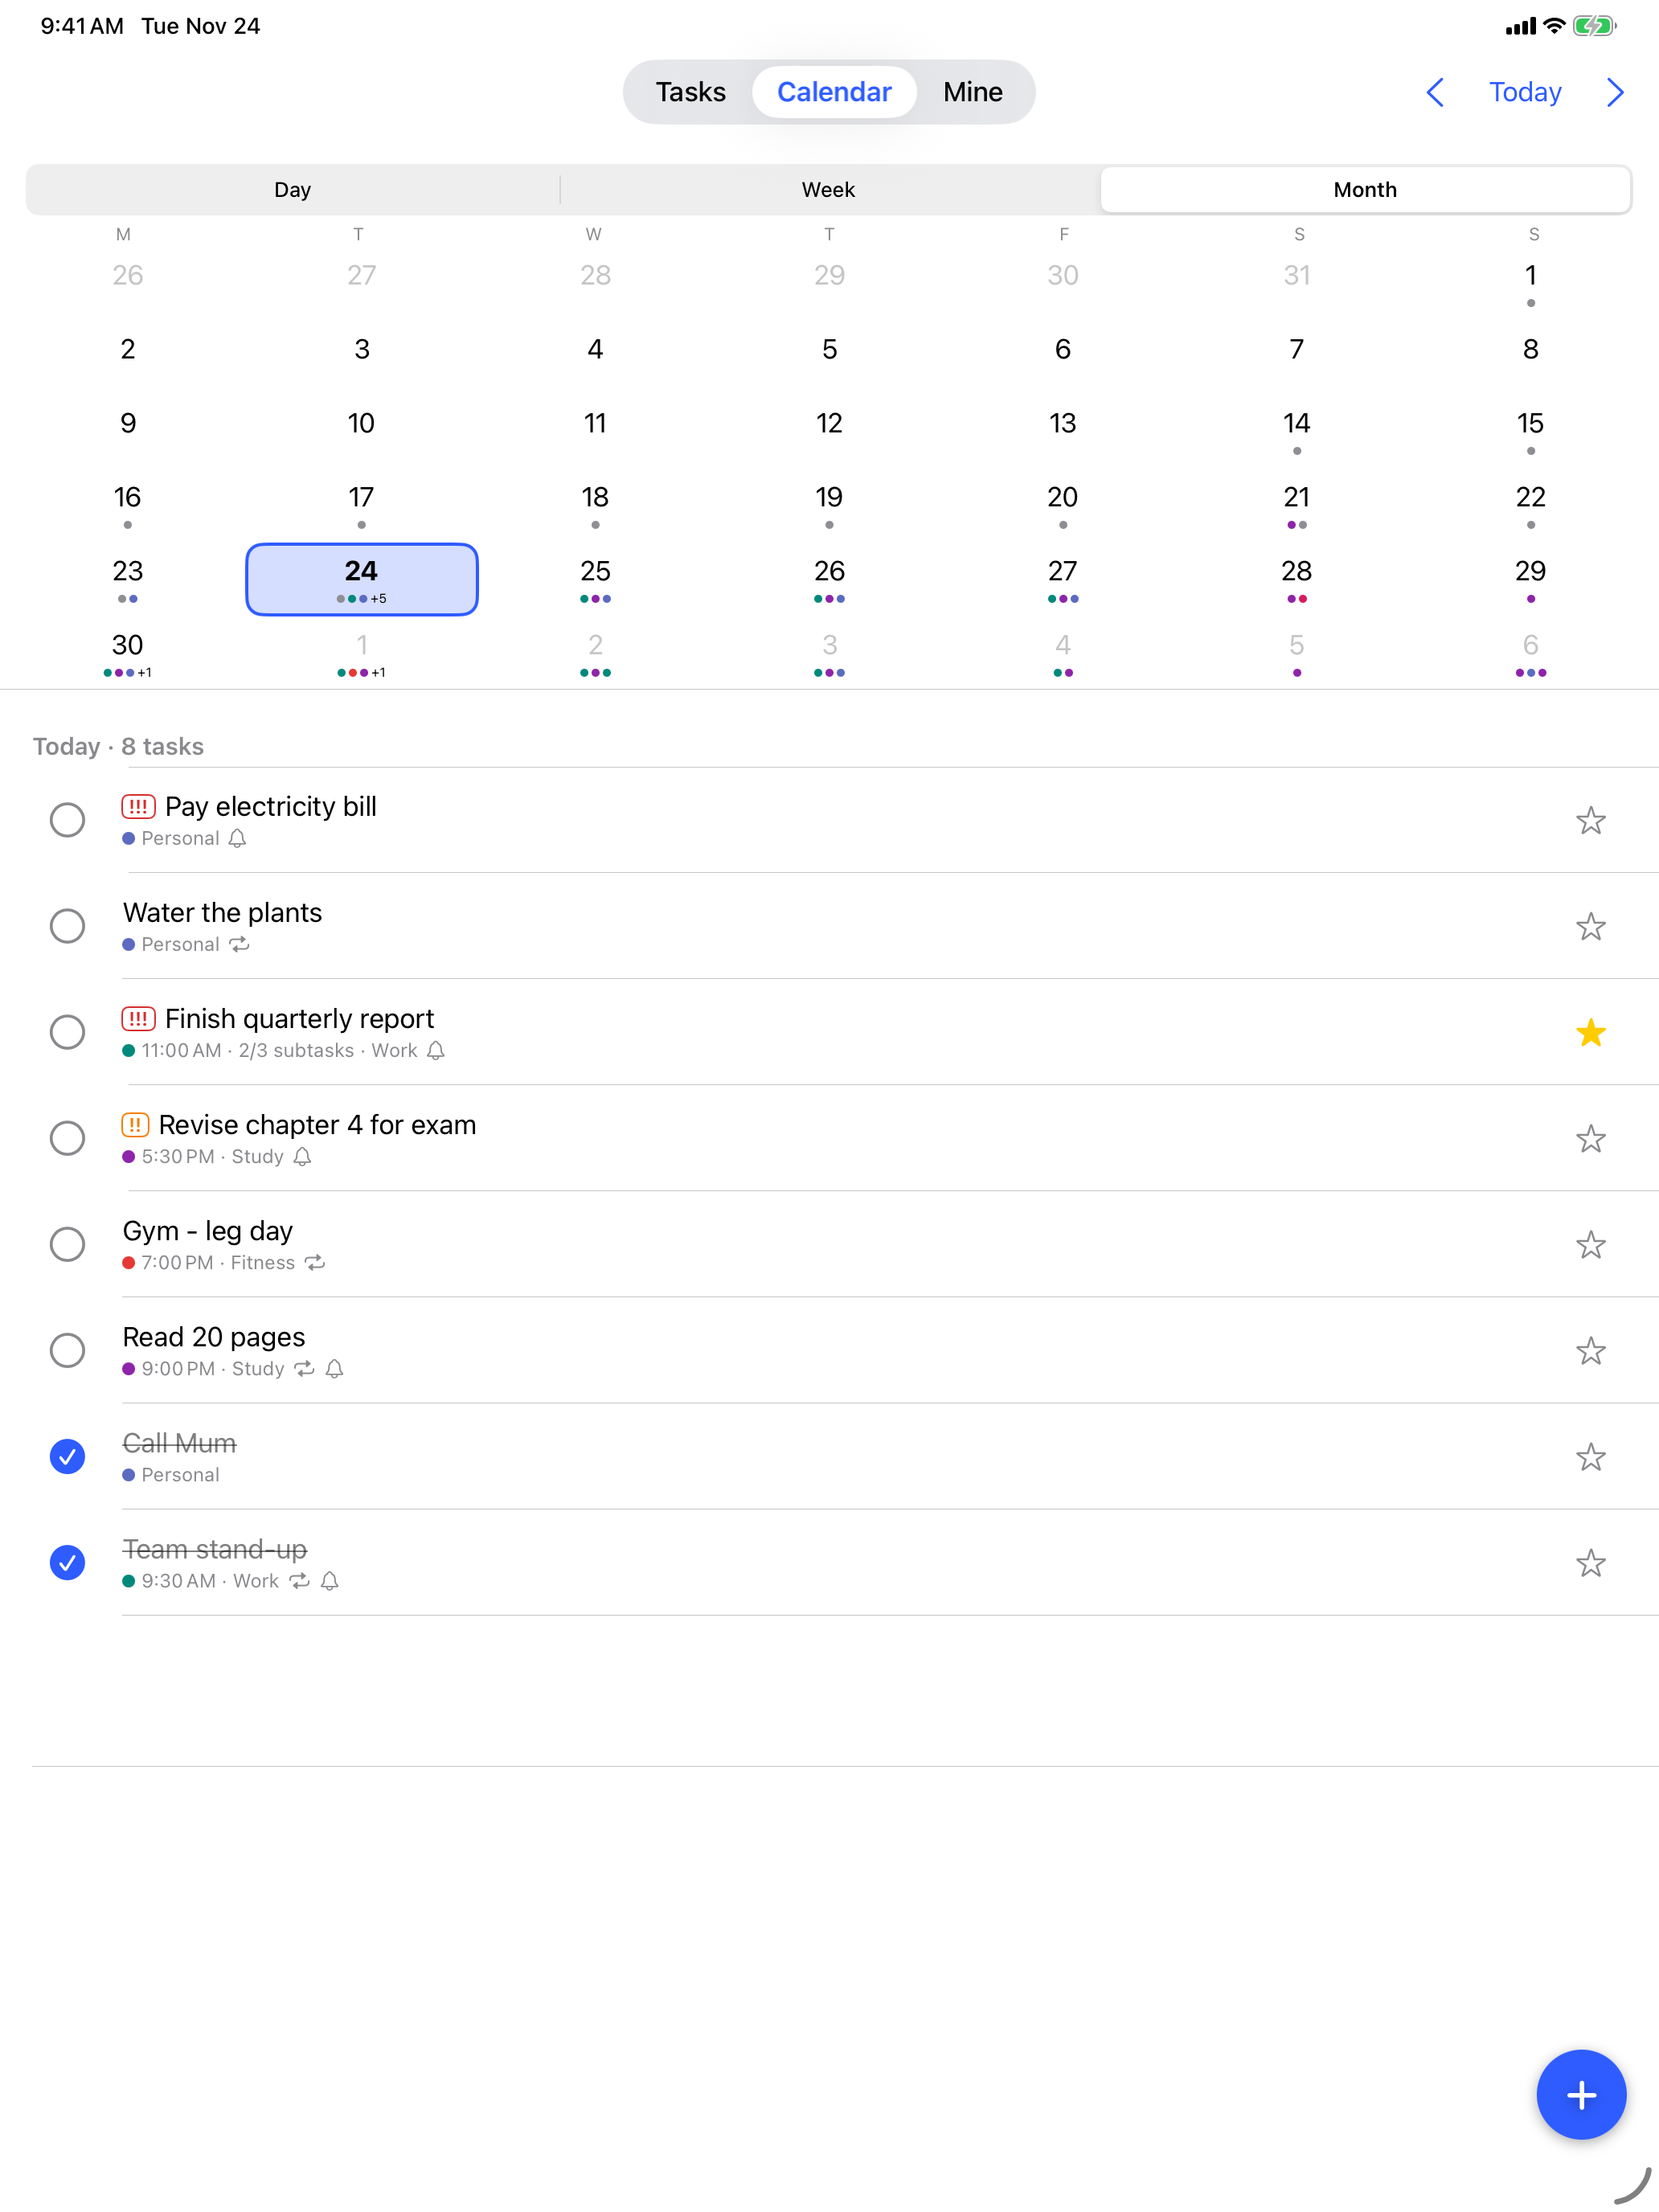 9:41 AM Tue Nov 24
Tasks Calendar Mine
Today
Day Week Month
M T W T F S S
26 27 28 29 30 31 1
2 3 4 5 6 7 8
9 10 11 12 13 14 15
16 17 18 19 20 21 22
23 24 25 26 27 28 29
+5
30 1 2 3 4 5 6
+1 +1
Today · 8 tasks
!!! Pay electricity bill
Personal
Water the plants
Personal
!!! Finish quarterly report
11:00 AM · 2/3 subtasks · Work
!! Revise chapter 4 for exam
5:30 PM · Study
Gym - leg day
7:00 PM · Fitness
Read 20 pages
9:00 PM · Study
Call Mum
Personal
Team stand-up
9:30 AM · Work